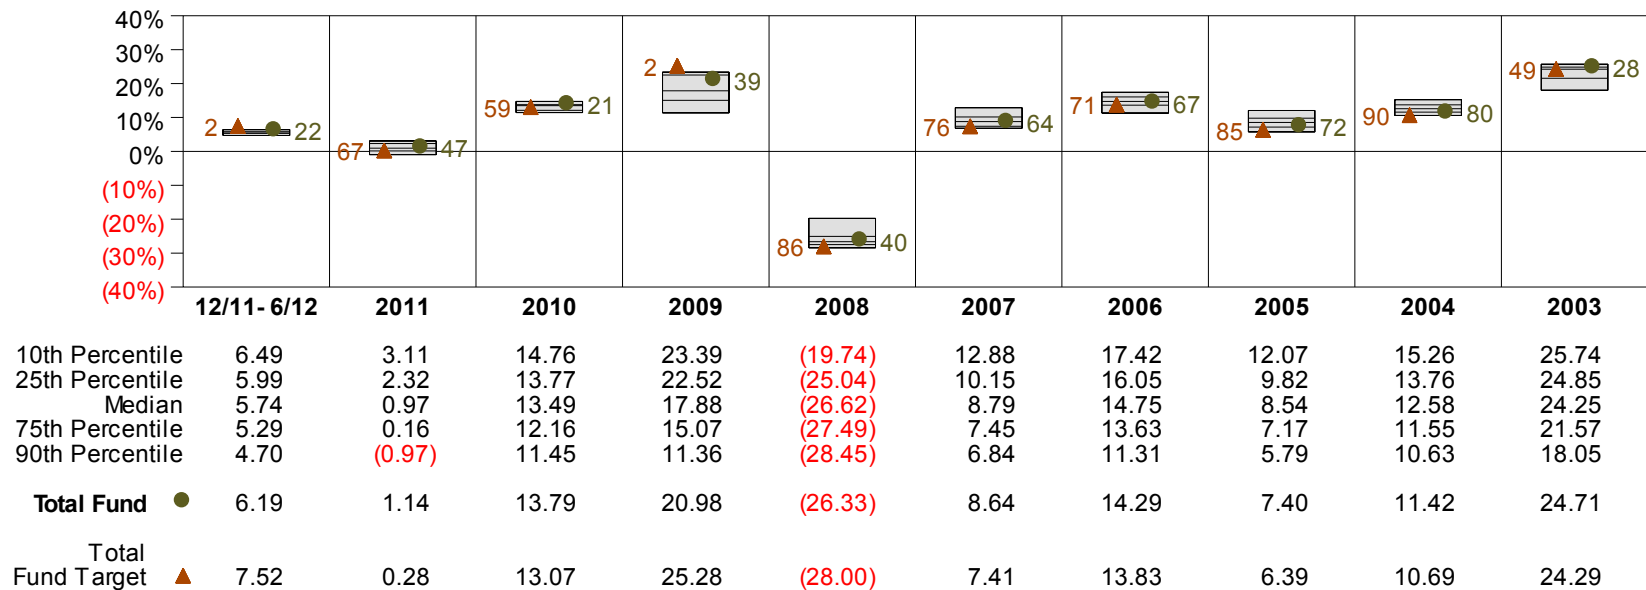 40%
30%
20%
10%
0%
(10%)
(20%)
(30%)
(40%)
2 22
67 47
59 21
2 39
86 40
76 64
71 67
85 72
90 80
49 28
12/11- 6/12 2011 2010 2009 2008 2007 2006 2005 2004 2003
10th Percentile 6.49 3.11 14.76 23.39 (19.74) 12.88 17.42 12.07 15.26 25.74
25th Percentile 5.99 2.32 13.77 22.52 (25.04) 10.15 16.05 9.82 13.76 24.85
Median 5.74 0.97 13.49 17.88 (26.62) 8.79 14.75 8.54 12.58 24.25
75th Percentile 5.29 0.16 12.16 15.07 (27.49) 7.45 13.63 7.17 11.55 21.57
90th Percentile 4.70 (0.97) 11.45 11.36 (28.45) 6.84 11.31 5.79 10.63 18.05
Total Fund 6.19 1.14 13.79 20.98 (26.33) 8.64 14.29 7.40 11.42 24.71
Total
Fund Target 7.52 0.28 13.07 25.28 (28.00) 7.41 13.83 6.39 10.69 24.29